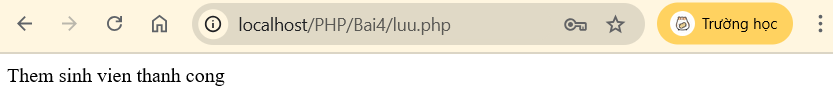 localhost/PHP/Bai4/luu.php
Trường học
Them sinh vien thanh cong